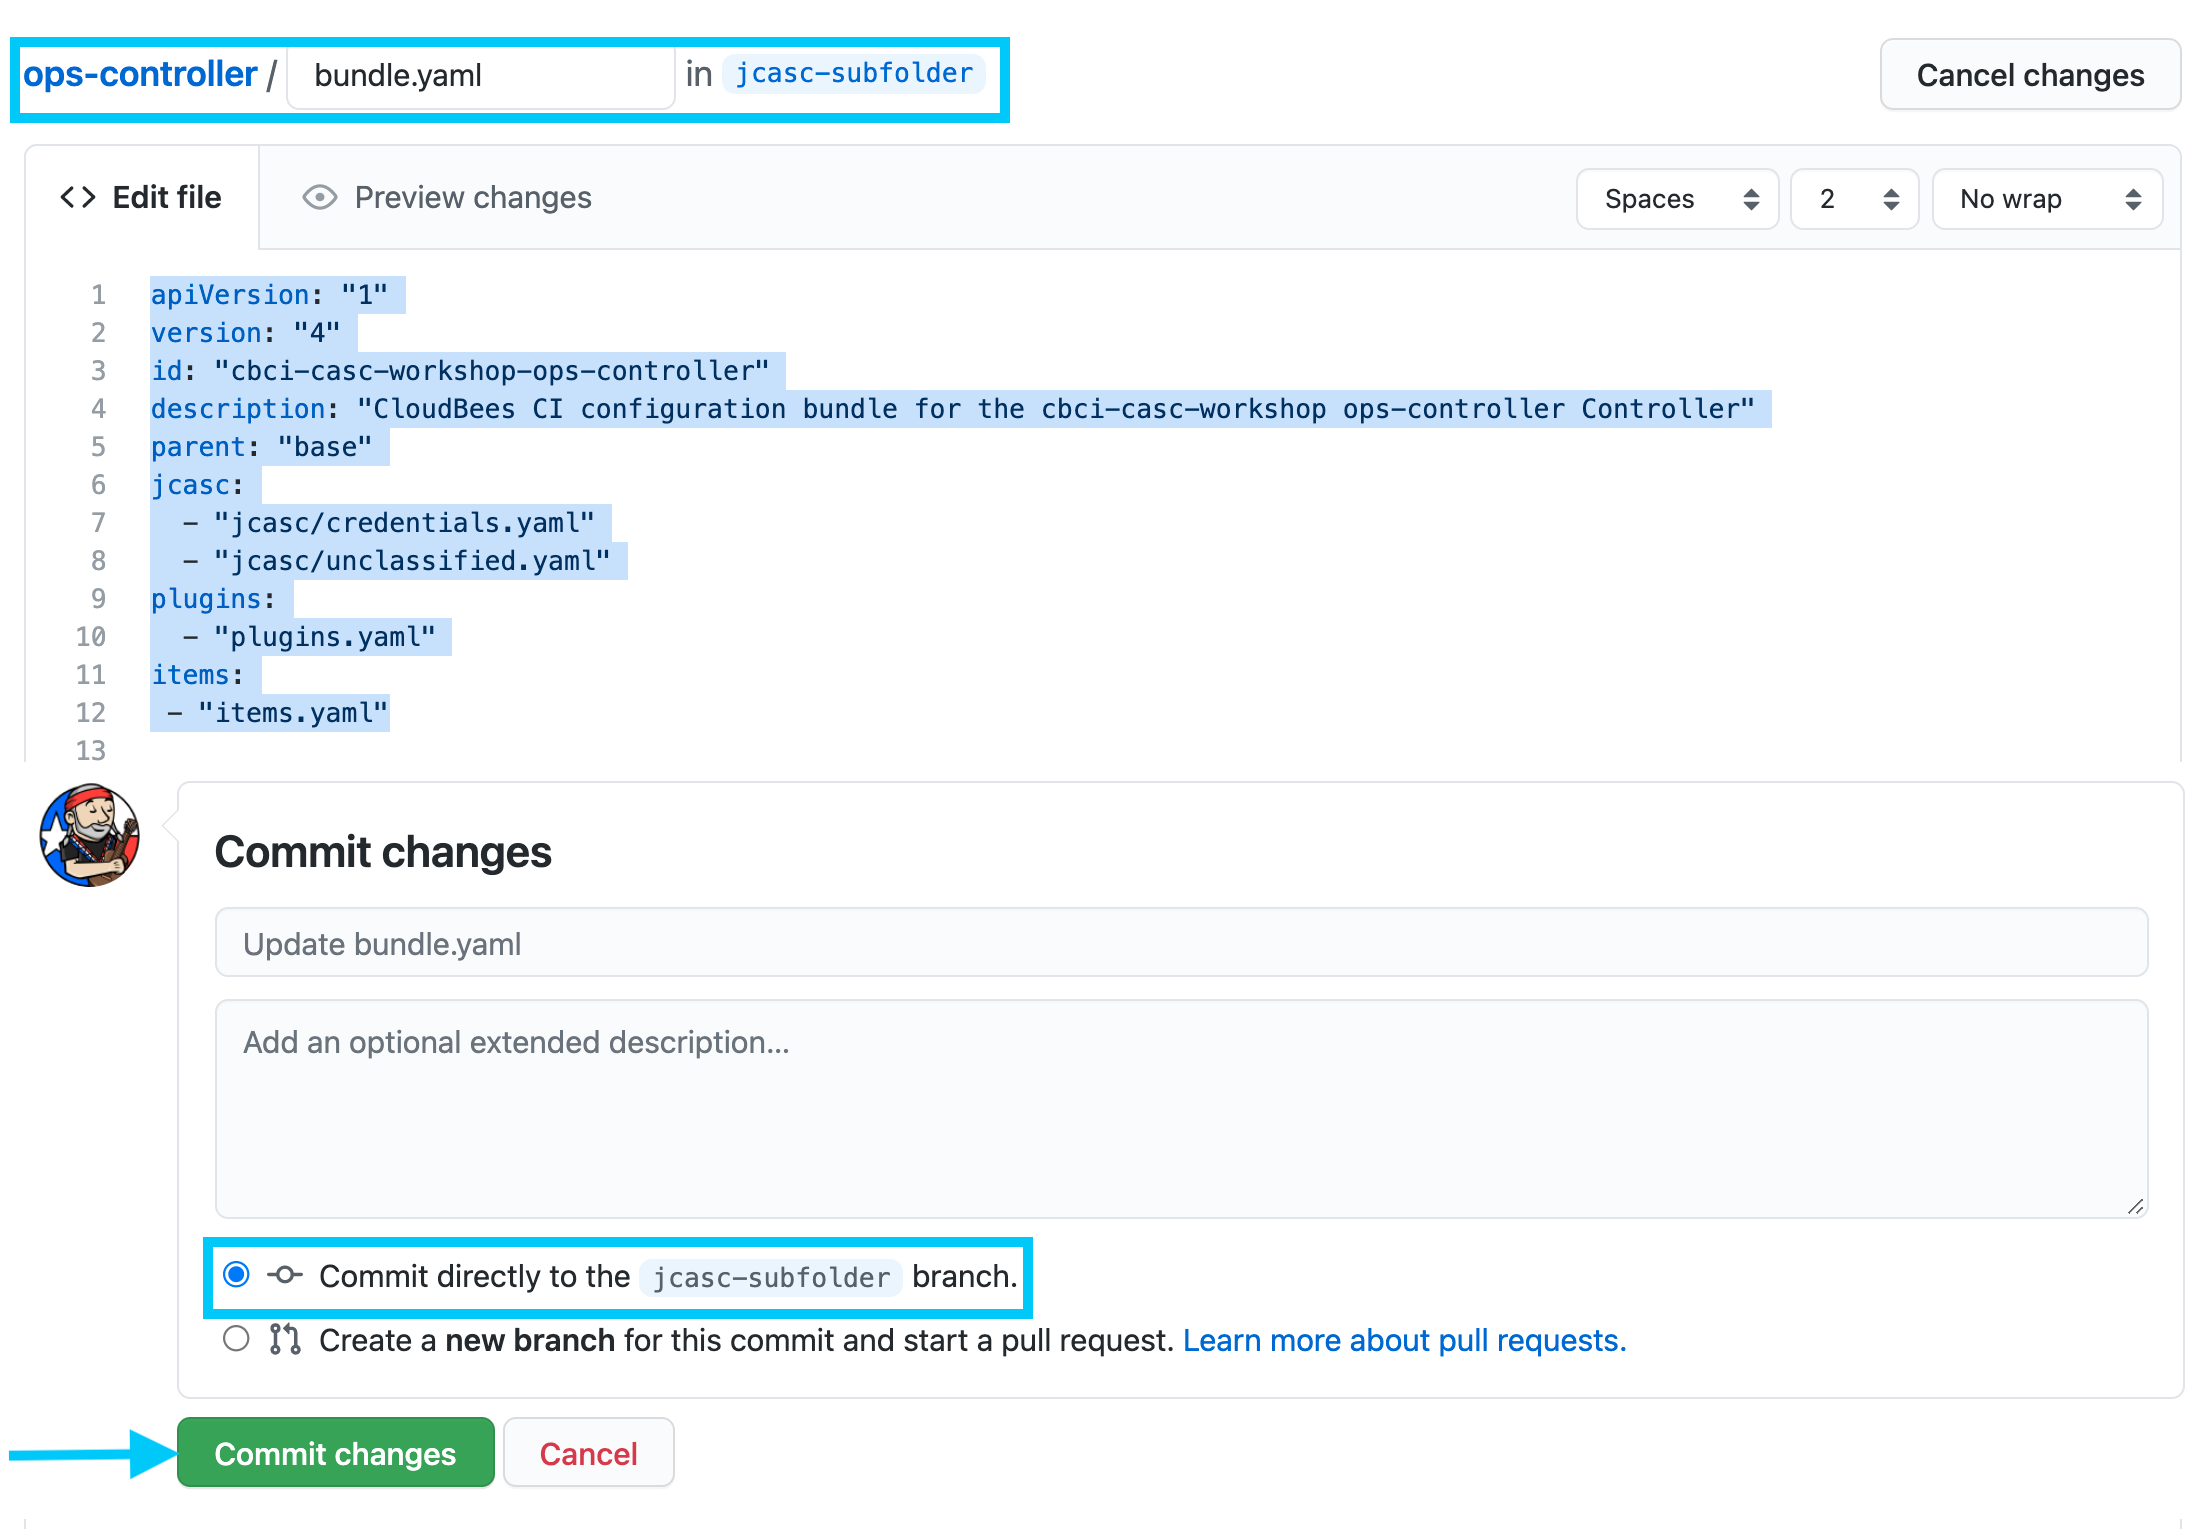 ops-controller / bundle.yaml in jcasc-subfolder Cancel changes
<> Edit file Preview changes Spaces 2 No wrap
1 apiVersion: "1"
2 version: "4"
3 id: "cbci-casc-workshop-ops-controller"
4 description: "CloudBees CI configuration bundle for the cbci-casc-workshop ops-controller Controller"
5 parent: "base"
6 jcasc:
7   - "jcasc/credentials.yaml"
8   - "jcasc/unclassified.yaml"
9 plugins:
10   - "plugins.yaml"
11 items:
12  - "items.yaml"
13
Commit changes
Update bundle.yaml
Add an optional extended description...
Commit directly to the jcasc-subfolder branch.
Create a new branch for this commit and start a pull request. Learn more about pull requests.
Commit changes Cancel